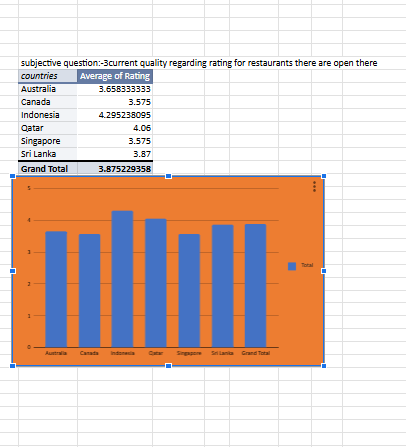 subjective question:-3current quality regarding rating for restaurants there are open there
countries Average of Rating
Australia 3.658333333
Canada 3.575
Indonesia 4.295238095
Qatar 4.06
Singapore 3.575
Sri Lanka 3.87
Grand Total 3.875229358
5
4
3
2
1
0
Total
Australia Canada Indonesia Qatar Singapore Sri Lanka Grand Total